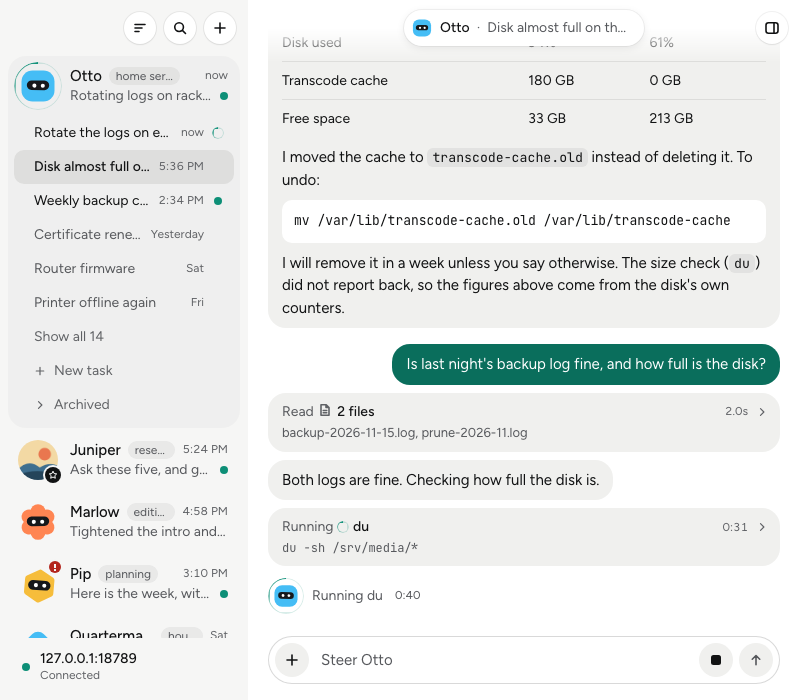 Otto home ser... now
Rotating logs on rack...
Rotate the logs on e... now
Disk almost full o... 5:36 PM
Weekly backup c... 2:34 PM
Certificate rene... Yesterday
Router firmware Sat
Printer offline again Fri
Show all 14
New task
Archived
Juniper rese... 5:24 PM
Ask these five, and g...
Marlow editi... 4:58 PM
Tightened the intro and...
Pip planning 3:10 PM
Here is the week, wit...
Quarterma hou... Sat
127.0.0.1:18789
Connected
Otto · Disk almost full on th...
Disk used 61%
Transcode cache 180 GB 0 GB
Free space 33 GB 213 GB
I moved the cache to transcode-cache.old instead of deleting it. To
undo:
mv /var/lib/transcode-cache.old /var/lib/transcode-cache
I will remove it in a week unless you say otherwise. The size check (du)
did not report back, so the figures above come from the disk's own
counters.
Is last night's backup log fine, and how full is the disk?
Read 2 files 2.0s
backup-2026-11-15.log, prune-2026-11.log
Both logs are fine. Checking how full the disk is.
Running du 0:31
du -sh /srv/media/*
Running du 0:40
Steer Otto